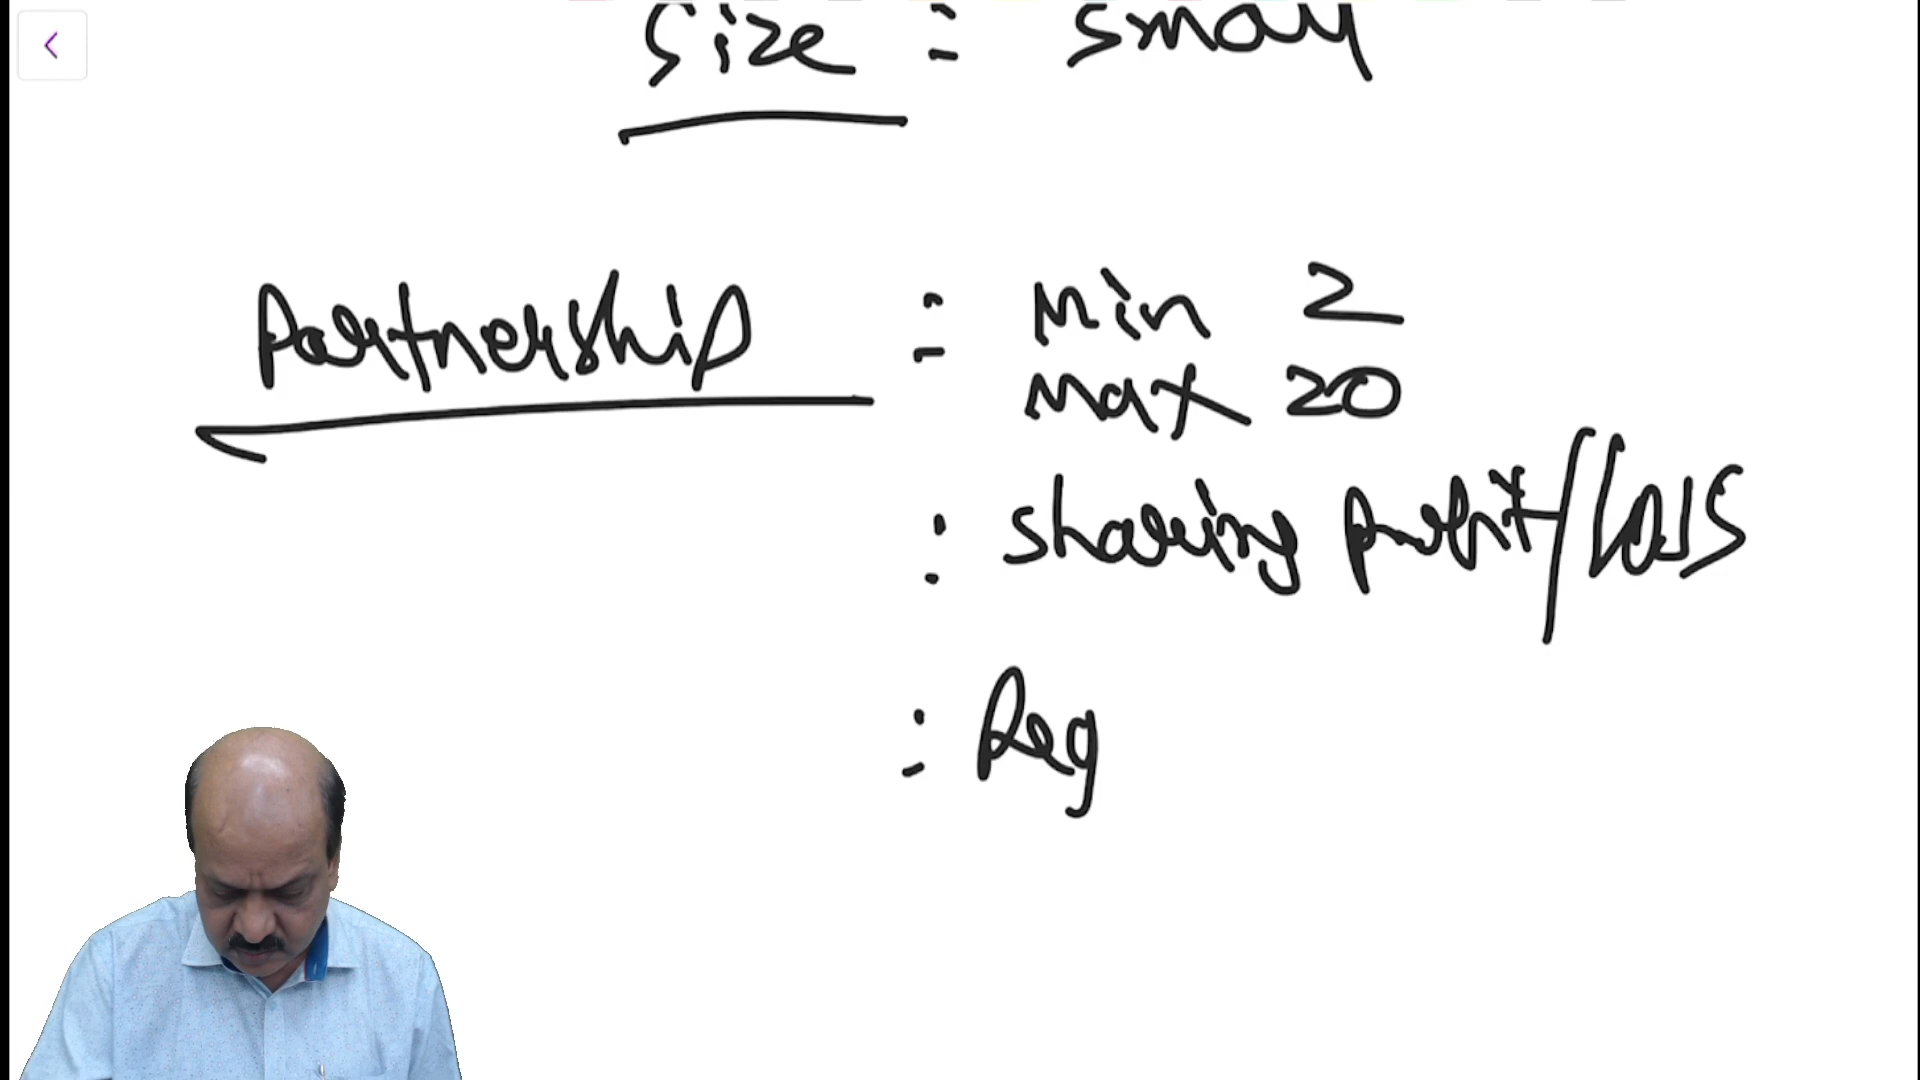 Size : small
Partnership : Min 2
Max 20
: sharing profit/loss
: Reg